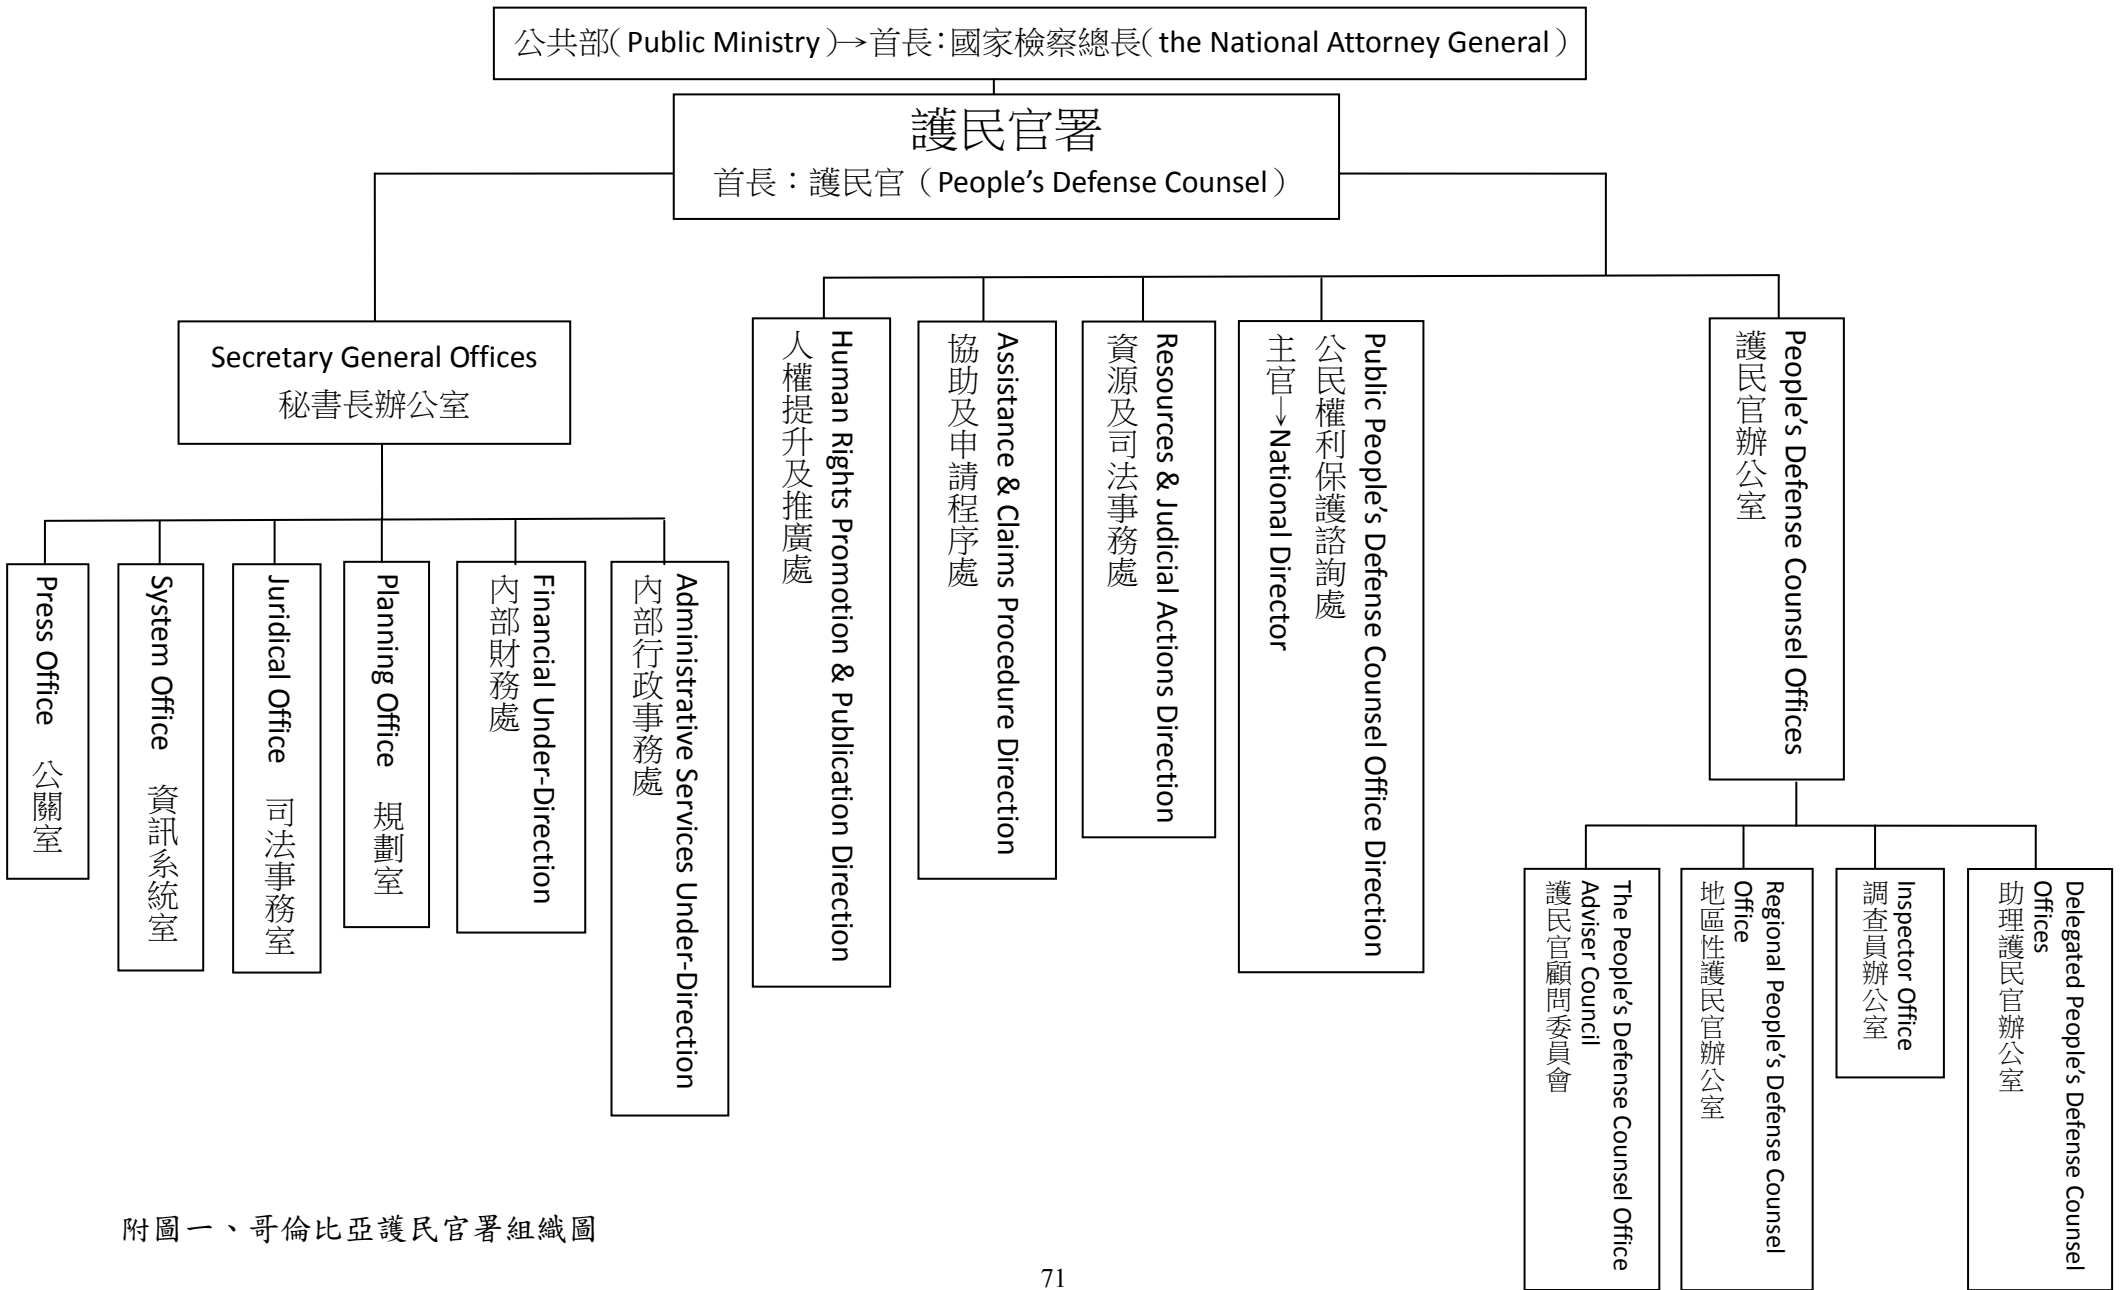 公共部(Public Ministry)→首長:國家檢察總長(the National Attorney General)
護民官署
首長：護民官（People's Defense Counsel）
Secretary General Offices
秘書長辦公室
Press Office 公關室
System Office 資訊系統室
Juridical Office 司法事務室
Planning Office 規劃室
Financial Under-Direction
內部財務處
Administrative Services Under-Direction
內部行政事務處
Human Rights Promotion & Publication Direction
人權提升及推廣處
Assistance & Claims Procedure Direction
協助及申請程序處
Resources & Judicial Actions Direction
資源及司法事務處
Public People's Defense Counsel Office Direction
公民權利保護諮詢處
主官→National Director
People's Defense Counsel Offices
護民官辦公室
The People's Defense Counsel Office
Adviser Council
護民官顧問委員會
Regional People's Defense Counsel
Office
地區性護民官辦公室
Inspector Office
調查員辦公室
Delegated People's Defense Counsel
Offices
助理護民官辦公室
附圖一、哥倫比亞護民官署組織圖
71